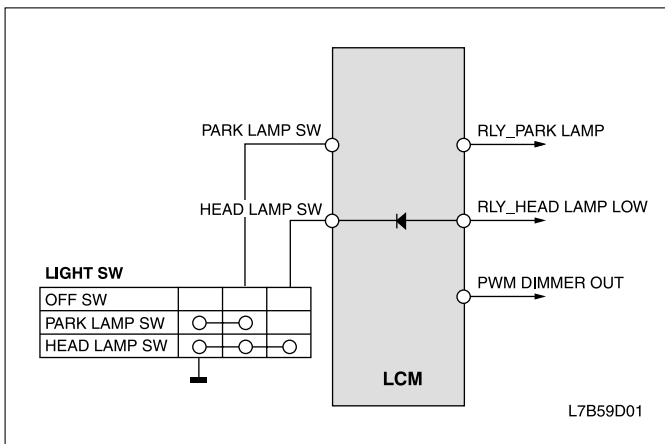 PARK LAMP SW
RLY_PARK LAMP
HEAD LAMP SW
RLY_HEAD LAMP LOW
LIGHT SW
OFF SW
PARK LAMP SW
HEAD LAMP SW
PWM DIMMER OUT
LCM
L7B59D01